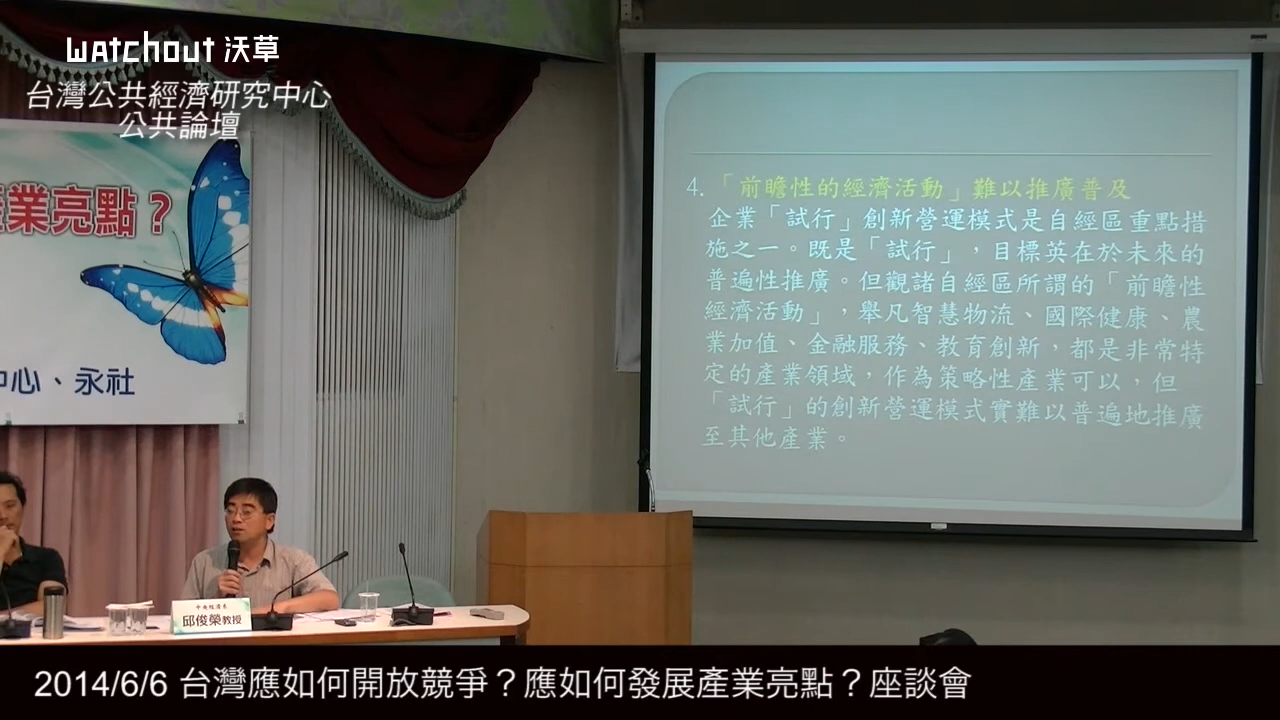 watchout 沃草
台灣公共經濟研究中心
公共論壇
業亮點？
中心、永社
4. 「前瞻性的經濟活動」難以推廣普及
企業「試行」創新營運模式是自經區重點措
施之一。既是「試行」，目標英在於未來的
普遍性推廣。但觀諸自經區所謂的「前瞻性
經濟活動」，舉凡智慧物流、國際健康、農
業加值、金融服務、教育創新，都是非常特
定的產業領域，作為策略性產業可以，但
「試行」的創新營運模式實難以普遍地推廣
至其他產業。
中央經濟系
邱俊榮教授
2014/6/6 台灣應如何開放競爭？應如何發展產業亮點？座談會